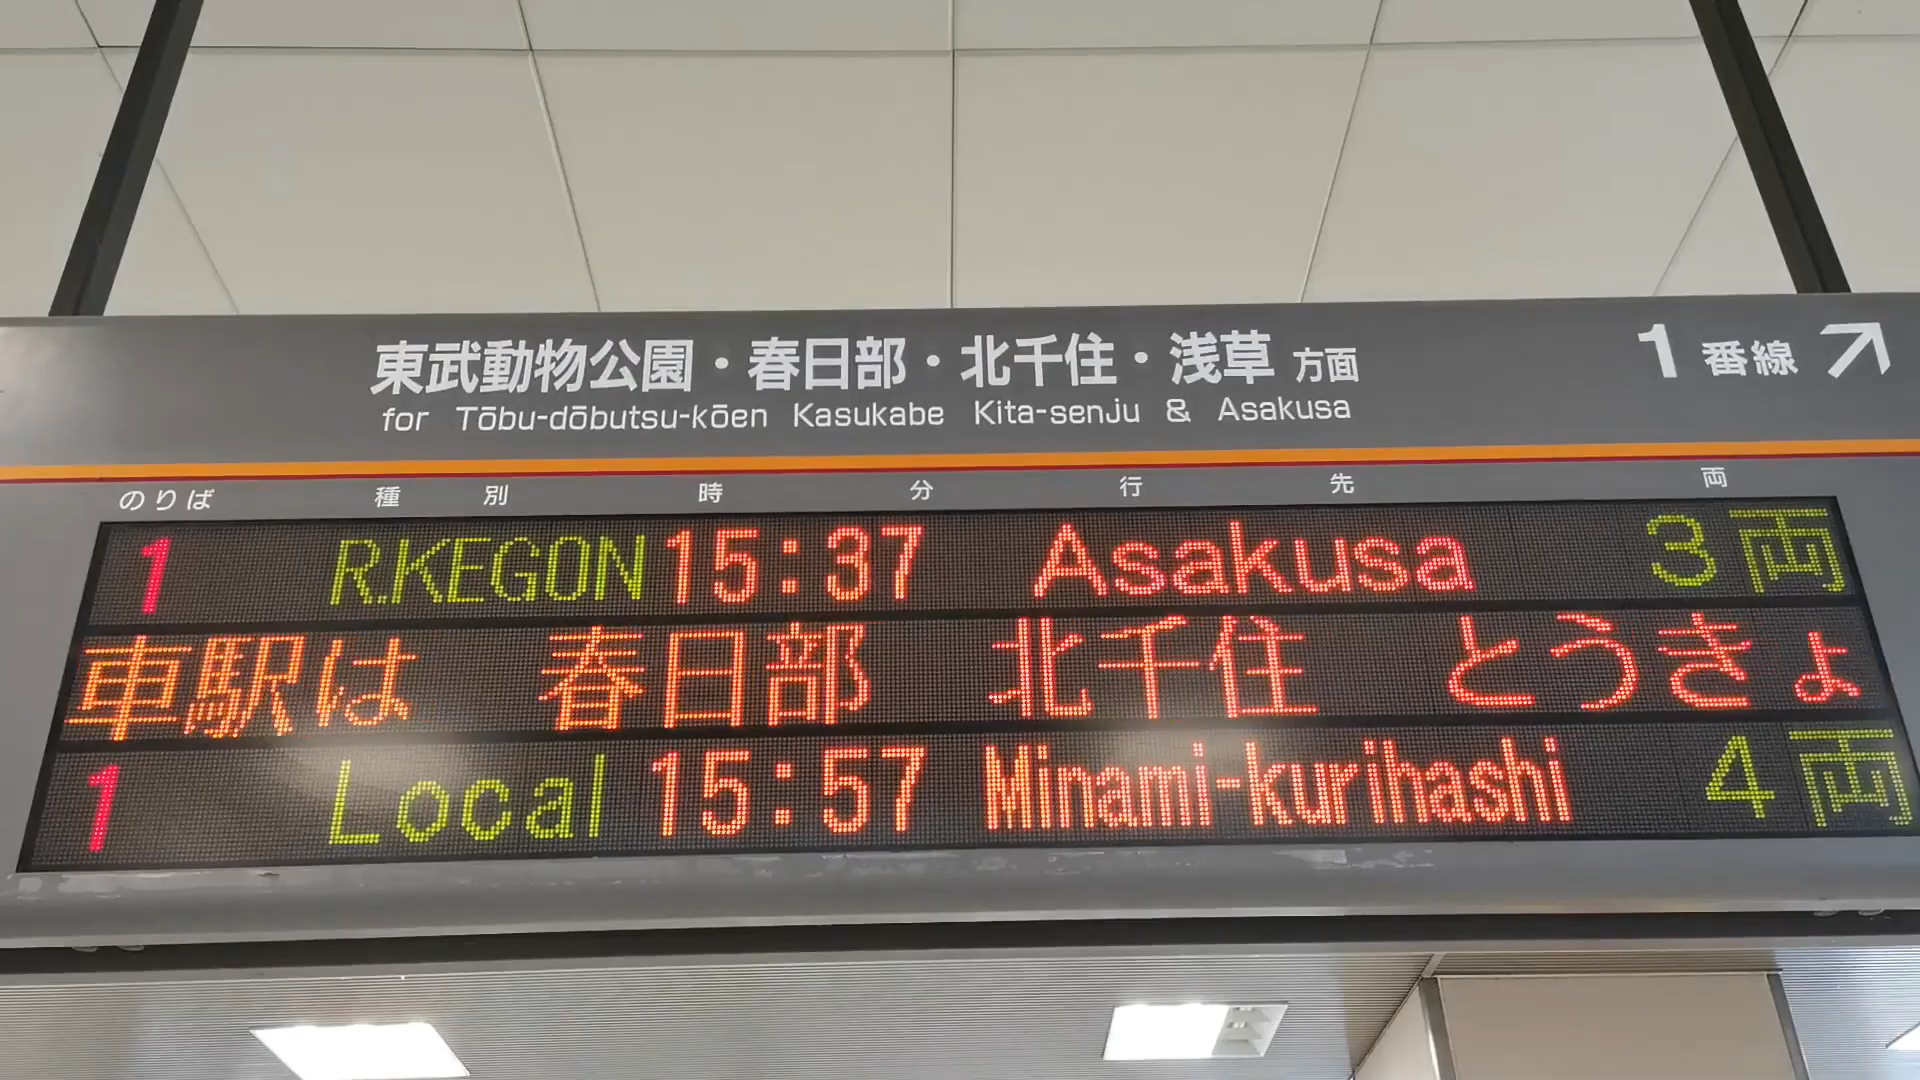 東武動物公園・春日部・北千住・浅草 方面 1 番線
for Tōbu-dōbutsu-kōen Kasukabe Kita-senju & Asakusa
のりば 種別 時 分 行先 両
1 R.KEGON 15:37 Asakusa 3両
車駅は 春日部 北千住 とうきょ
1 Local 15:57 Minami-kurihashi 4両